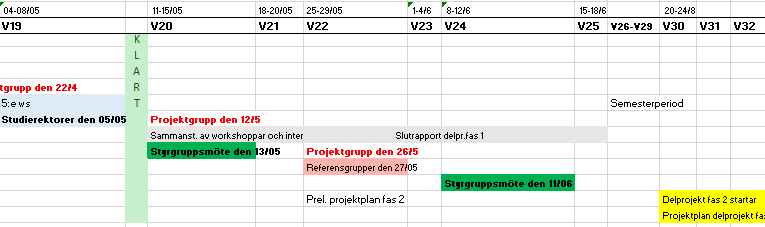 04-08/05 11-15/05 18-20/05 25-29/05 1-4/6 8-12/6 15-18/6 20-24/8
V19 V20 V21 V22 V23 V24 V25 V26-V29 V30 V31 V32
K
L
A
R
tgrupp den 22/4
T
5:e ws Semesterperiod
Studierektorer den 05/05 Projektgrupp den 12/5
Sammanst. av workshoppar och inter Slutrapport delpr.fas 1
Styrgruppsmöte den 13/05 Projektgrupp den 26/5
Referensgrupper den 27/05
Styrgruppsmöte den 11/06
Prel. projektplan fas 2 Delprojekt fas 2 startar
Projektplan delprojekt fas